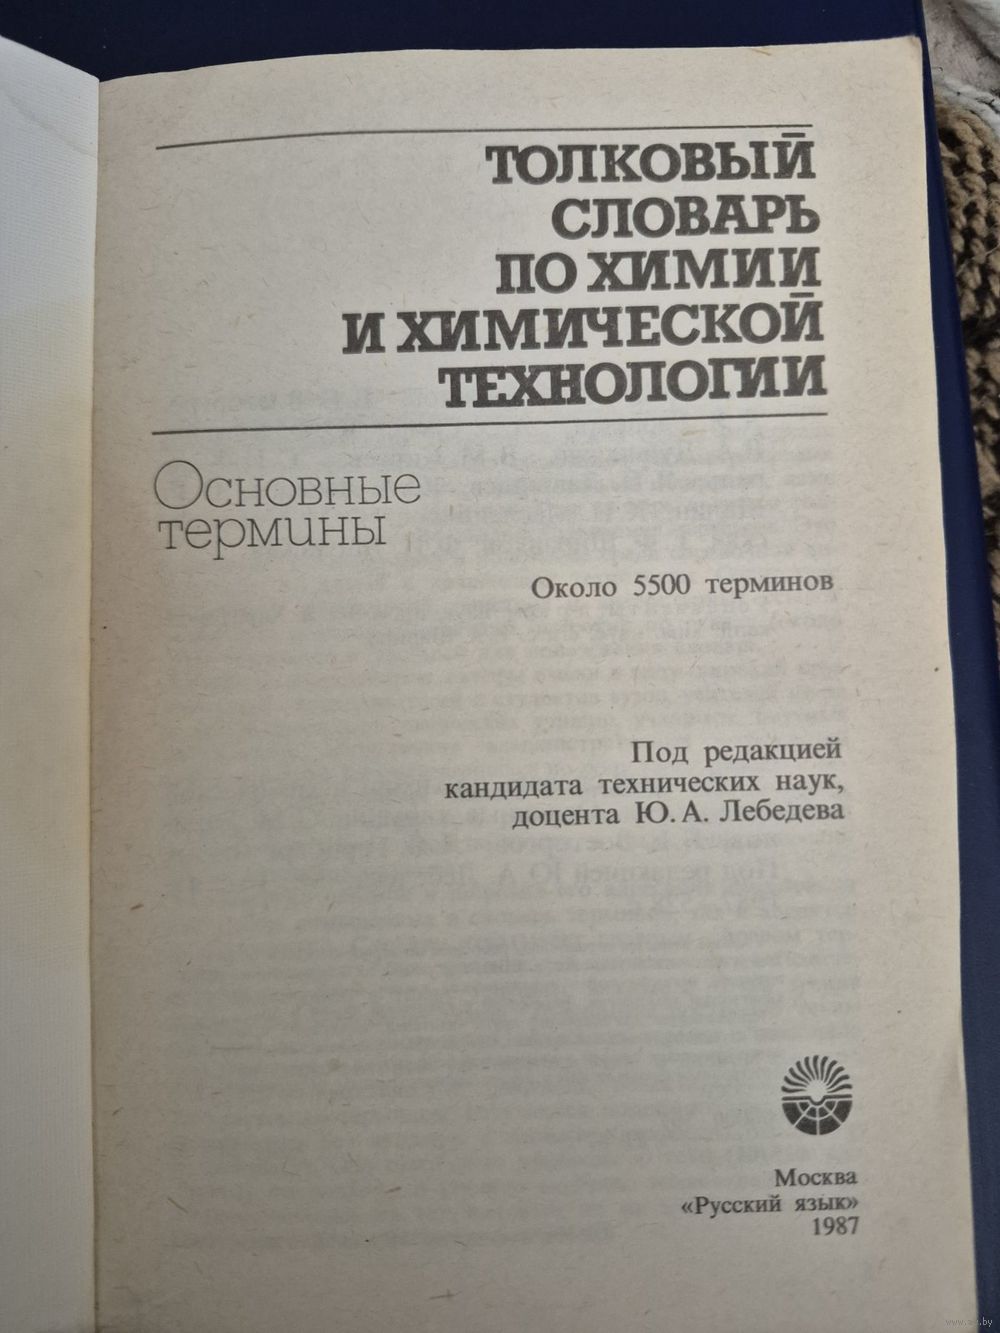 ТОЛКОВЫЙ
СЛОВАРЬ
ПО ХИМИИ
И ХИМИЧЕСКОЙ
ТЕХНОЛОГИИ
Основные
термины
Около 5500 терминов
Под редакцией
кандидата технических наук,
доцента Ю. А. Лебедева
Москва
«Русский язык»
1987